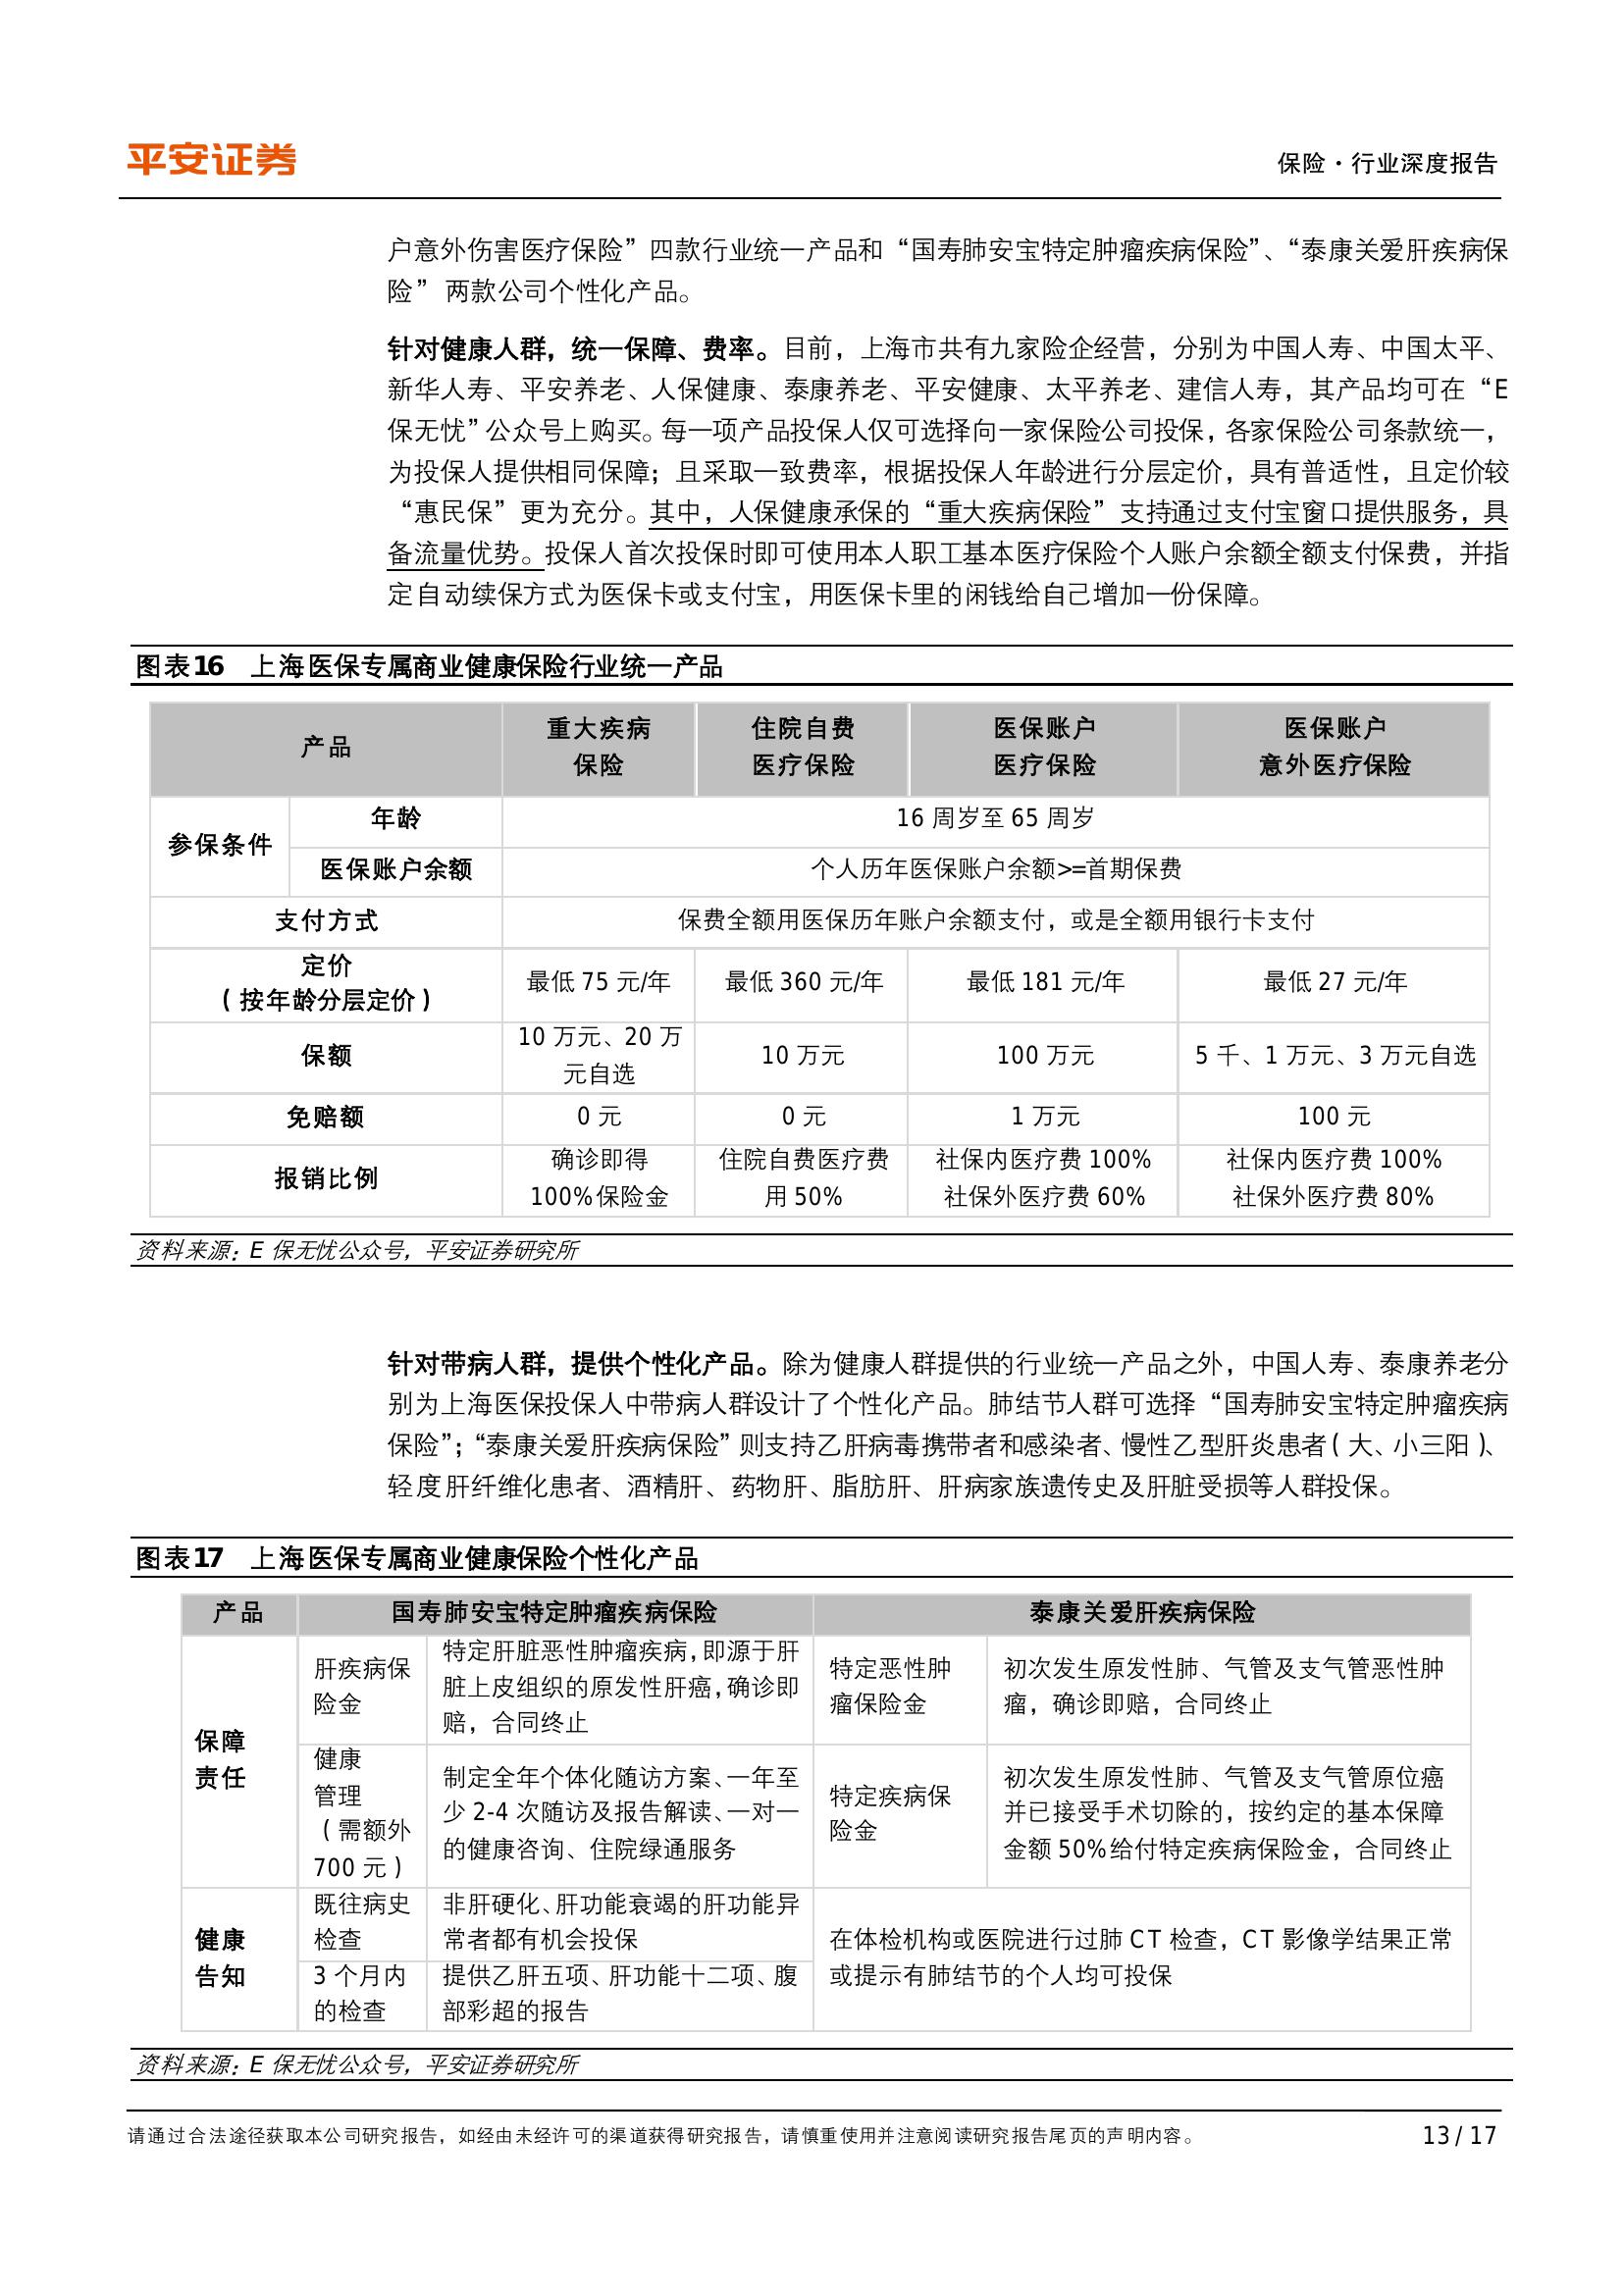 平安证券
保险·行业深度报告
户意外伤害医疗保险”四款行业统一产品和“国寿肺安宝特定肿瘤疾病保险”、“泰康关爱肝疾病保
险”两款公司个性化产品。
针对健康人群，统一保障、费率。目前，上海市共有九家险企经营，分别为中国人寿、中国太平、
新华人寿、平安养老、人保健康、泰康养老、平安健康、太平养老、建信人寿，其产品均可在“E
保无忧”公众号上购买。每一项产品投保人仅可选择向一家保险公司投保，各家保险公司条款统一，
为投保人提供相同保障；且采取一致费率，根据投保人年龄进行分层定价，具有普适性，且定价较
“惠民保”更为充分。其中，人保健康承保的“重大疾病保险”支持通过支付宝窗口提供服务，具
备流量优势。投保人首次投保时即可使用本人职工基本医疗保险个人账户余额全额支付保费，并指
定自动续保方式为医保卡或支付宝，用医保卡里的闲钱给自己增加一份保障。
图表16 上海医保专属商业健康保险行业统一产品
产品
重大疾病
保险
住院自费
医疗保险
医保账户
医疗保险
医保账户
意外医疗保险
参保条件
年龄
16 周岁至 65 周岁
医保账户余额
个人历年医保账户余额>=首期保费
支付方式
保费全额用医保历年账户余额支付，或是全额用银行卡支付
定价
（按年龄分层定价）
最低 75 元/年
最低 360 元/年
最低 181 元/年
最低 27 元/年
保额
10 万元、20 万
元自选
10 万元
100 万元
5 千、1 万元、3 万元自选
免赔额
0 元
0 元
1 万元
100 元
报销比例
确诊即得
100%保险金
住院自费医疗费
用 50%
社保内医疗费 100%
社保外医疗费 60%
社保内医疗费 100%
社保外医疗费 80%
资料来源：E 保无忧公众号，平安证券研究所
针对带病人群，提供个性化产品。除为健康人群提供的行业统一产品之外，中国人寿、泰康养老分
别为上海医保投保人中带病人群设计了个性化产品。肺结节人群可选择“国寿肺安宝特定肿瘤疾病
保险”；“泰康关爱肝疾病保险”则支持乙肝病毒携带者和感染者、慢性乙型肝炎患者（大、小三阳）、
轻度肝纤维化患者、酒精肝、药物肝、脂肪肝、肝病家族遗传史及肝脏受损等人群投保。
图表17 上海医保专属商业健康保险个性化产品
产品
国寿肺安宝特定肿瘤疾病保险
泰康关爱肝疾病保险
保障
责任
肝疾病保
险金
特定肝脏恶性肿瘤疾病，即源于肝
脏上皮组织的原发性肝癌，确诊即
赔，合同终止
特定恶性肿
瘤保险金
初次发生原发性肺、气管及支气管恶性肿
瘤，确诊即赔，合同终止
健康
管理
（需额外
700 元）
制定全年个体化随访方案、一年至
少 2-4 次随访及报告解读、一对一
的健康咨询、住院绿通服务
特定疾病保
险金
初次发生原发性肺、气管及支气管原位癌
并已接受手术切除的，按约定的基本保障
金额 50%给付特定疾病保险金，合同终止
健康
告知
既往病史
检查
非肝硬化、肝功能衰竭的肝功能异
常者都有机会投保
在体检机构或医院进行过肺 CT 检查，CT 影像学结果正常
或提示有肺结节的个人均可投保
3 个月内
的检查
提供乙肝五项、肝功能十二项、腹
部彩超的报告
资料来源：E 保无忧公众号，平安证券研究所
请通过合法途径获取本公司研究报告，如经由未经许可的渠道获得研究报告，请慎重使用并注意阅读研究报告尾页的声明内容。
13 / 17